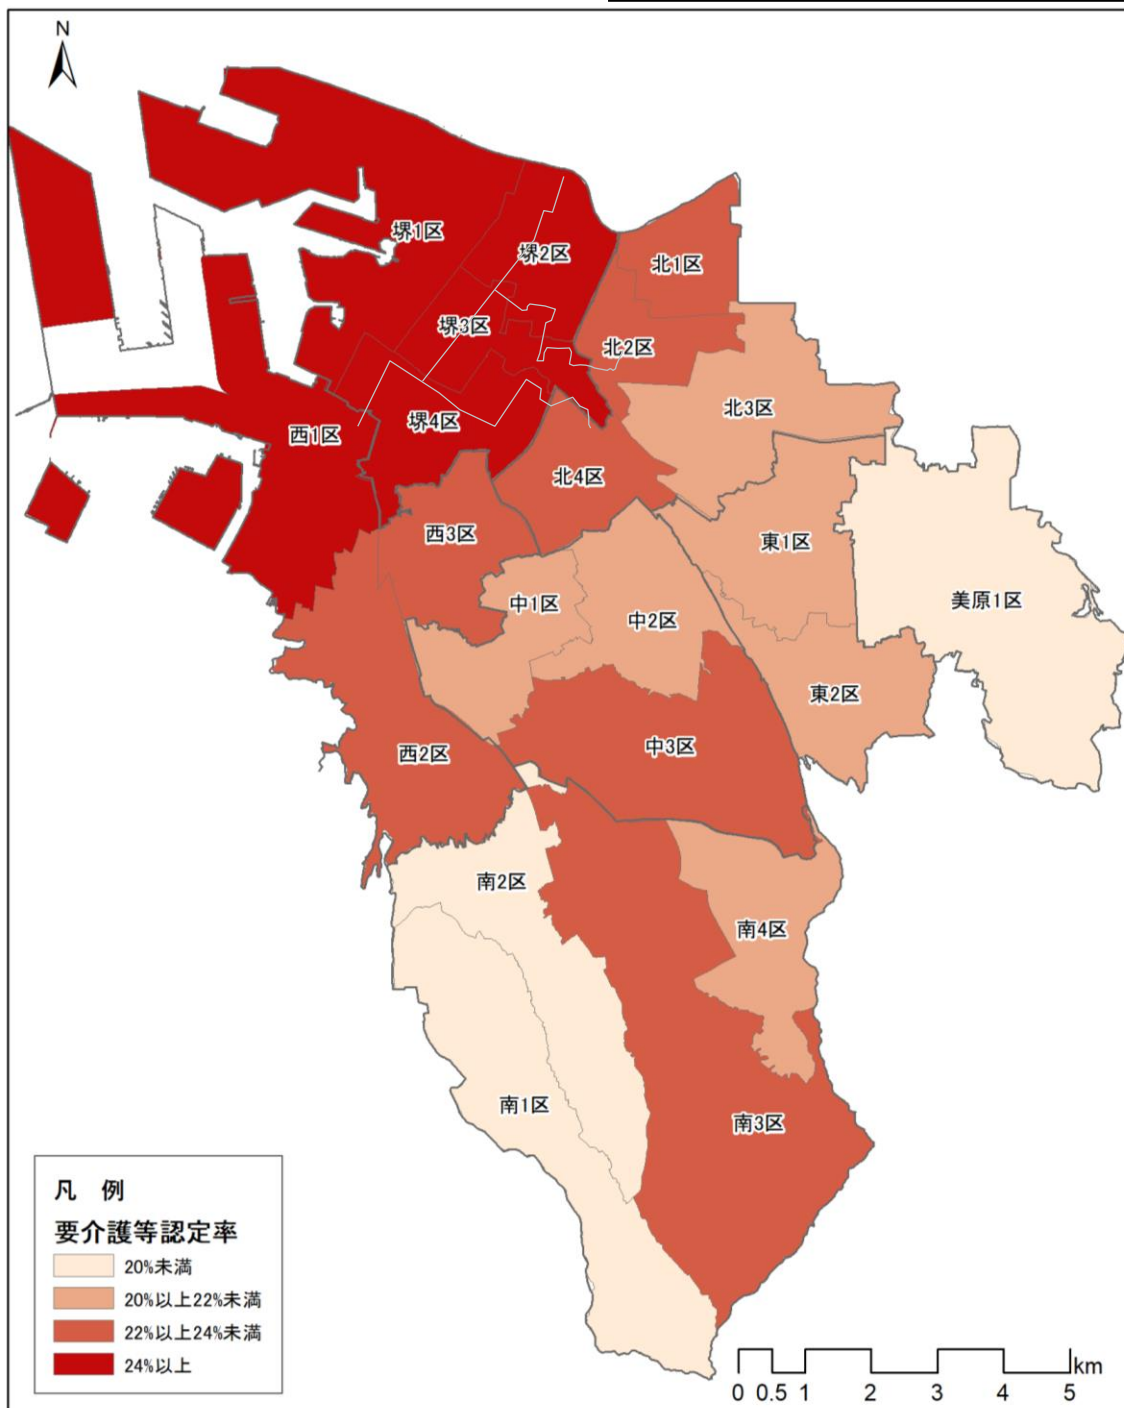 N
堺1区
堺2区
北1区
堺3区
北2区
北3区
堺4区
西1区
北4区
西3区
東1区
美原1区
中1区
中2区
東2区
中3区
西2区
南2区
南4区
南1区
南3区
凡 例
要介護等認定率
20%未満
20%以上22%未満
22%以上24%未満
24%以上
km
0 0.5 1 2 3 4 5